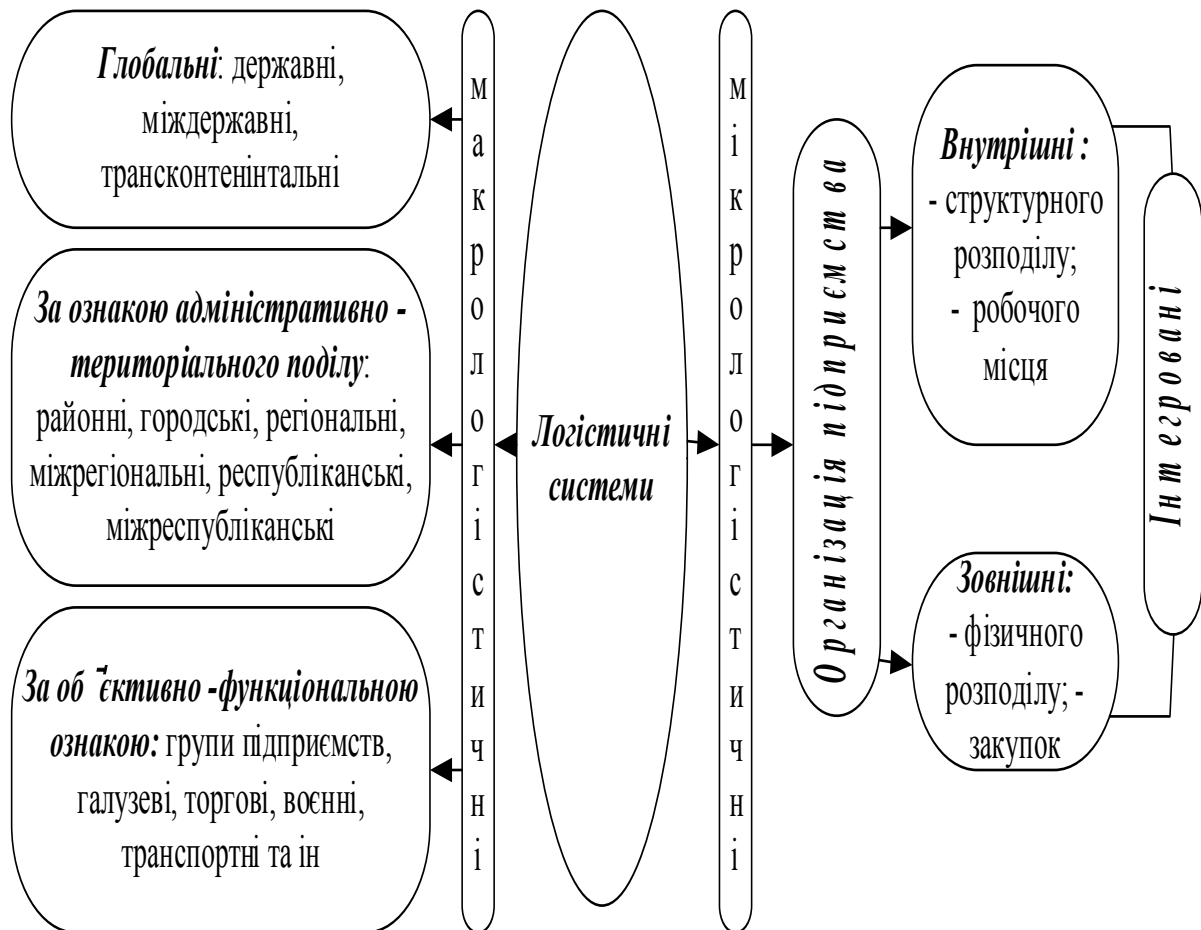 Глобальні: державні,
міждержавні,
трансконтенінтальні
За ознакою адміністративно -
територіального поділу:
районні, городські, регіональні,
міжрегіональні, республіканські,
міжреспубліканські
За об ’єктивно -функціональною
ознакою: групи підприємств,
галузеві, торгові, воєнні,
транспортні та ін
макрологістичні
Логістичні
системи
мікрологістичні
Організація підприємства
Внутрішні :
- структурного
розподілу;
- робочого
місця
Зовнішні:
- фізичного
розподілу; -
закупок
Інтегровані